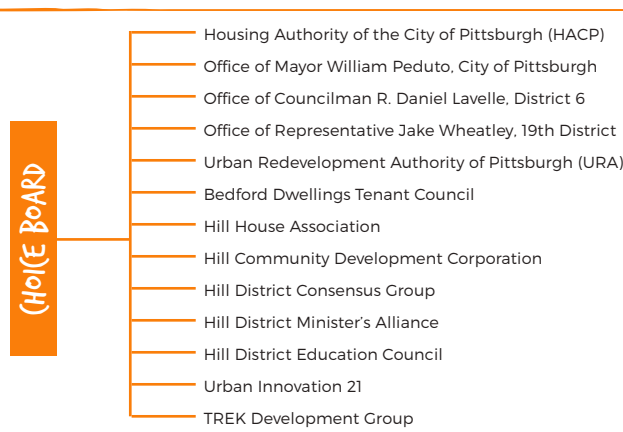 CHOICE BOARD
Housing Authority of the City of Pittsburgh (HACP)
Office of Mayor William Peduto, City of Pittsburgh
Office of Councilman R. Daniel Lavelle, District 6
Office of Representative Jake Wheatley, 19th District
Urban Redevelopment Authority of Pittsburgh (URA)
Bedford Dwellings Tenant Council
Hill House Association
Hill Community Development Corporation
Hill District Consensus Group
Hill District Minister's Alliance
Hill District Education Council
Urban Innovation 21
TREK Development Group